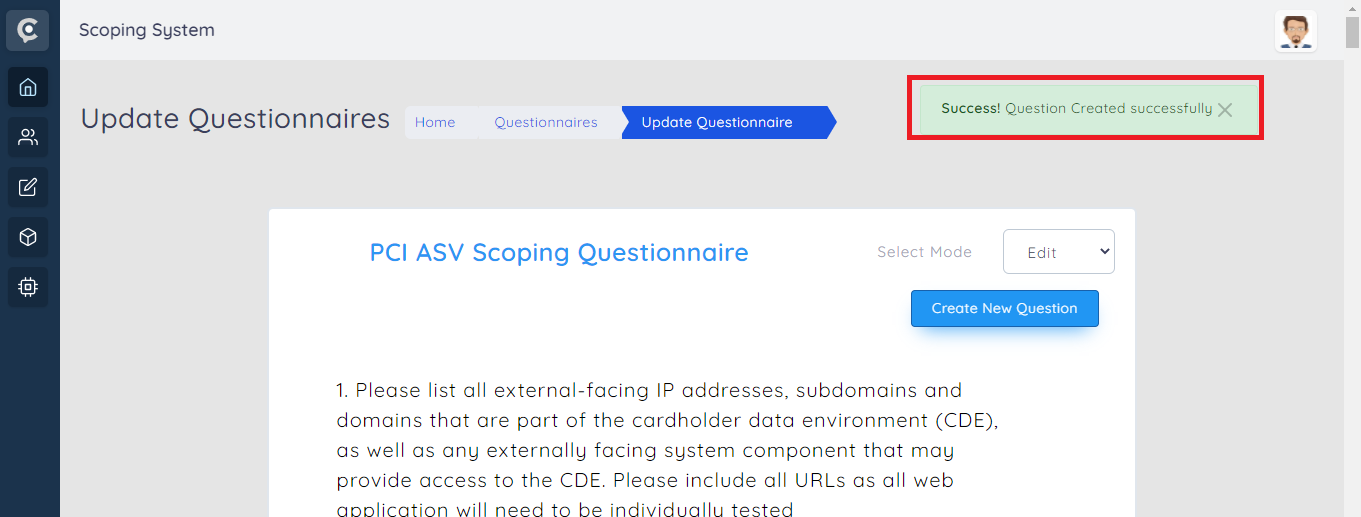 Scoping System
Success! Question Created successfully
Update Questionnaires
Home
Questionnaires
Update Questionnaire
PCI ASV Scoping Questionnaire
Select Mode
Edit
Create New Question
1. Please list all external-facing IP addresses, subdomains and
domains that are part of the cardholder data environment (CDE),
as well as any externally facing system component that may
provide access to the CDE. Please include all URLs as all web
application will need to be individually tested